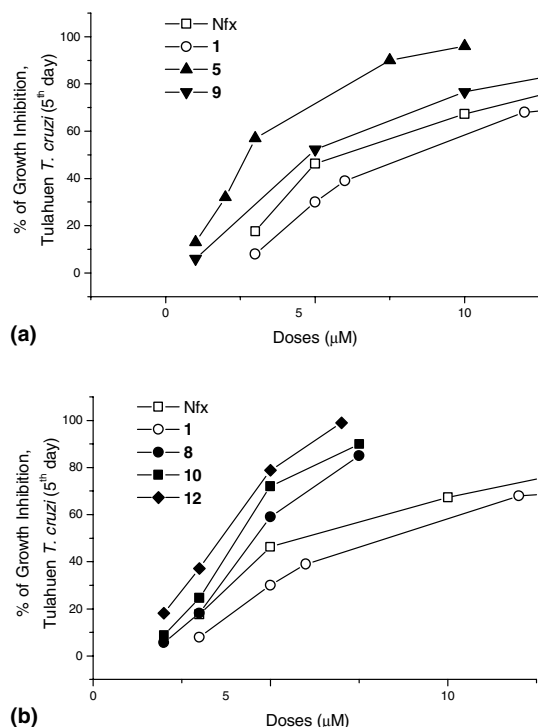 Nfx
1
5
9
100
80
60
40
20
0
% of Growth Inhibition,
Tulahuen T. cruzi (5th day)
0 5 10
Doses (μM)
(a)
Nfx
1
8
10
12
100
80
60
40
20
0
% of Growth Inhibition,
Tulahuen T. cruzi (5th day)
0 5 10
Doses (μM)
(b)